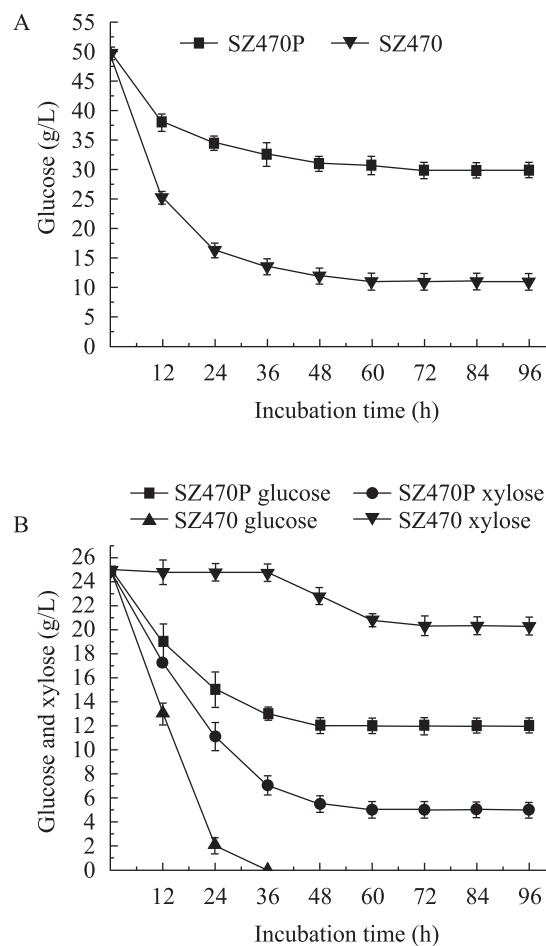 A
SZ470P SZ470
Glucose (g/L)
55
50
45
40
35
30
25
20
15
10
5
0
12 24 36 48 60 72 84 96
Incubation time (h)
SZ470P glucose SZ470P xylose
SZ470 glucose SZ470 xylose
B
Glucose and xylose (g/L)
26
24
22
20
18
16
14
12
10
8
6
4
2
0
12 24 36 48 60 72 84 96
Incubation time (h)